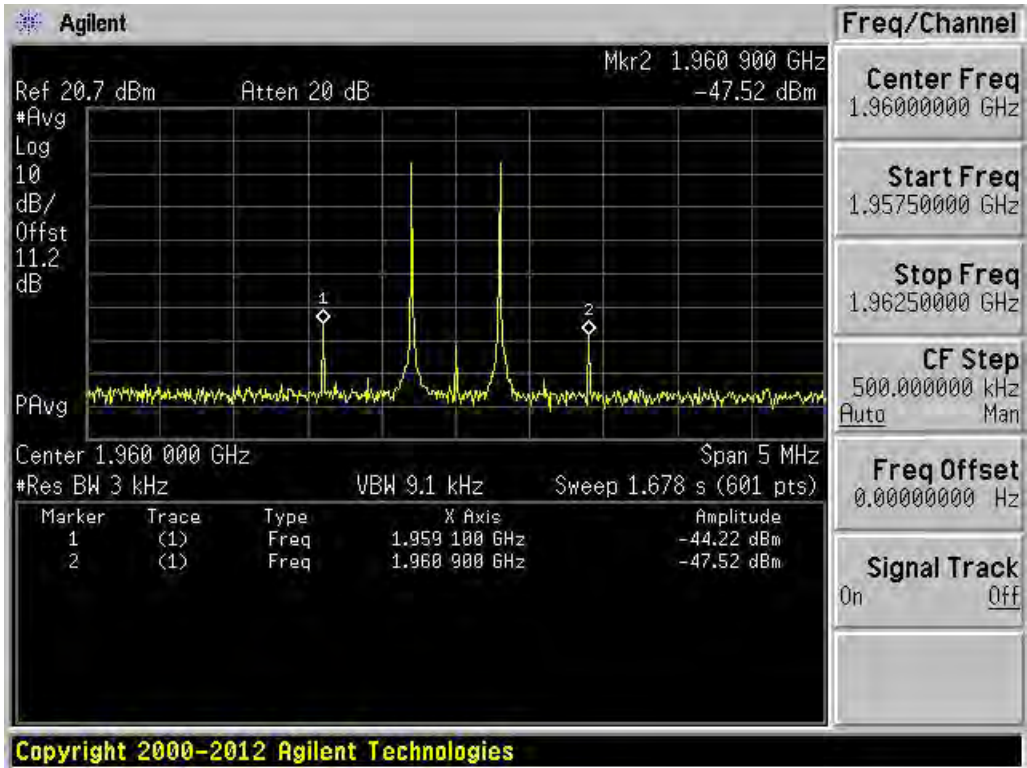 Agilent
Freq/Channel
Mkr2 1.960 900 GHz
Ref 20.7 dBm Atten 20 dB -47.52 dBm
#Avg
Log
10
dB/
Offst
11.2
dB
1
2
PAvg
Center 1.960 000 GHz Span 5 MHz
#Res BW 3 kHz VBW 9.1 kHz Sweep 1.678 s (601 pts)
Marker Trace Type X Axis Amplitude
1 (1) Freq 1.959 100 GHz -44.22 dBm
2 (1) Freq 1.960 900 GHz -47.52 dBm
Center Freq
1.96000000 GHz
Start Freq
1.95750000 GHz
Stop Freq
1.96250000 GHz
CF Step
500.000000 kHz
Auto Man
Freq Offset
0.00000000 Hz
Signal Track
On Off
Copyright 2000-2012 Agilent Technologies